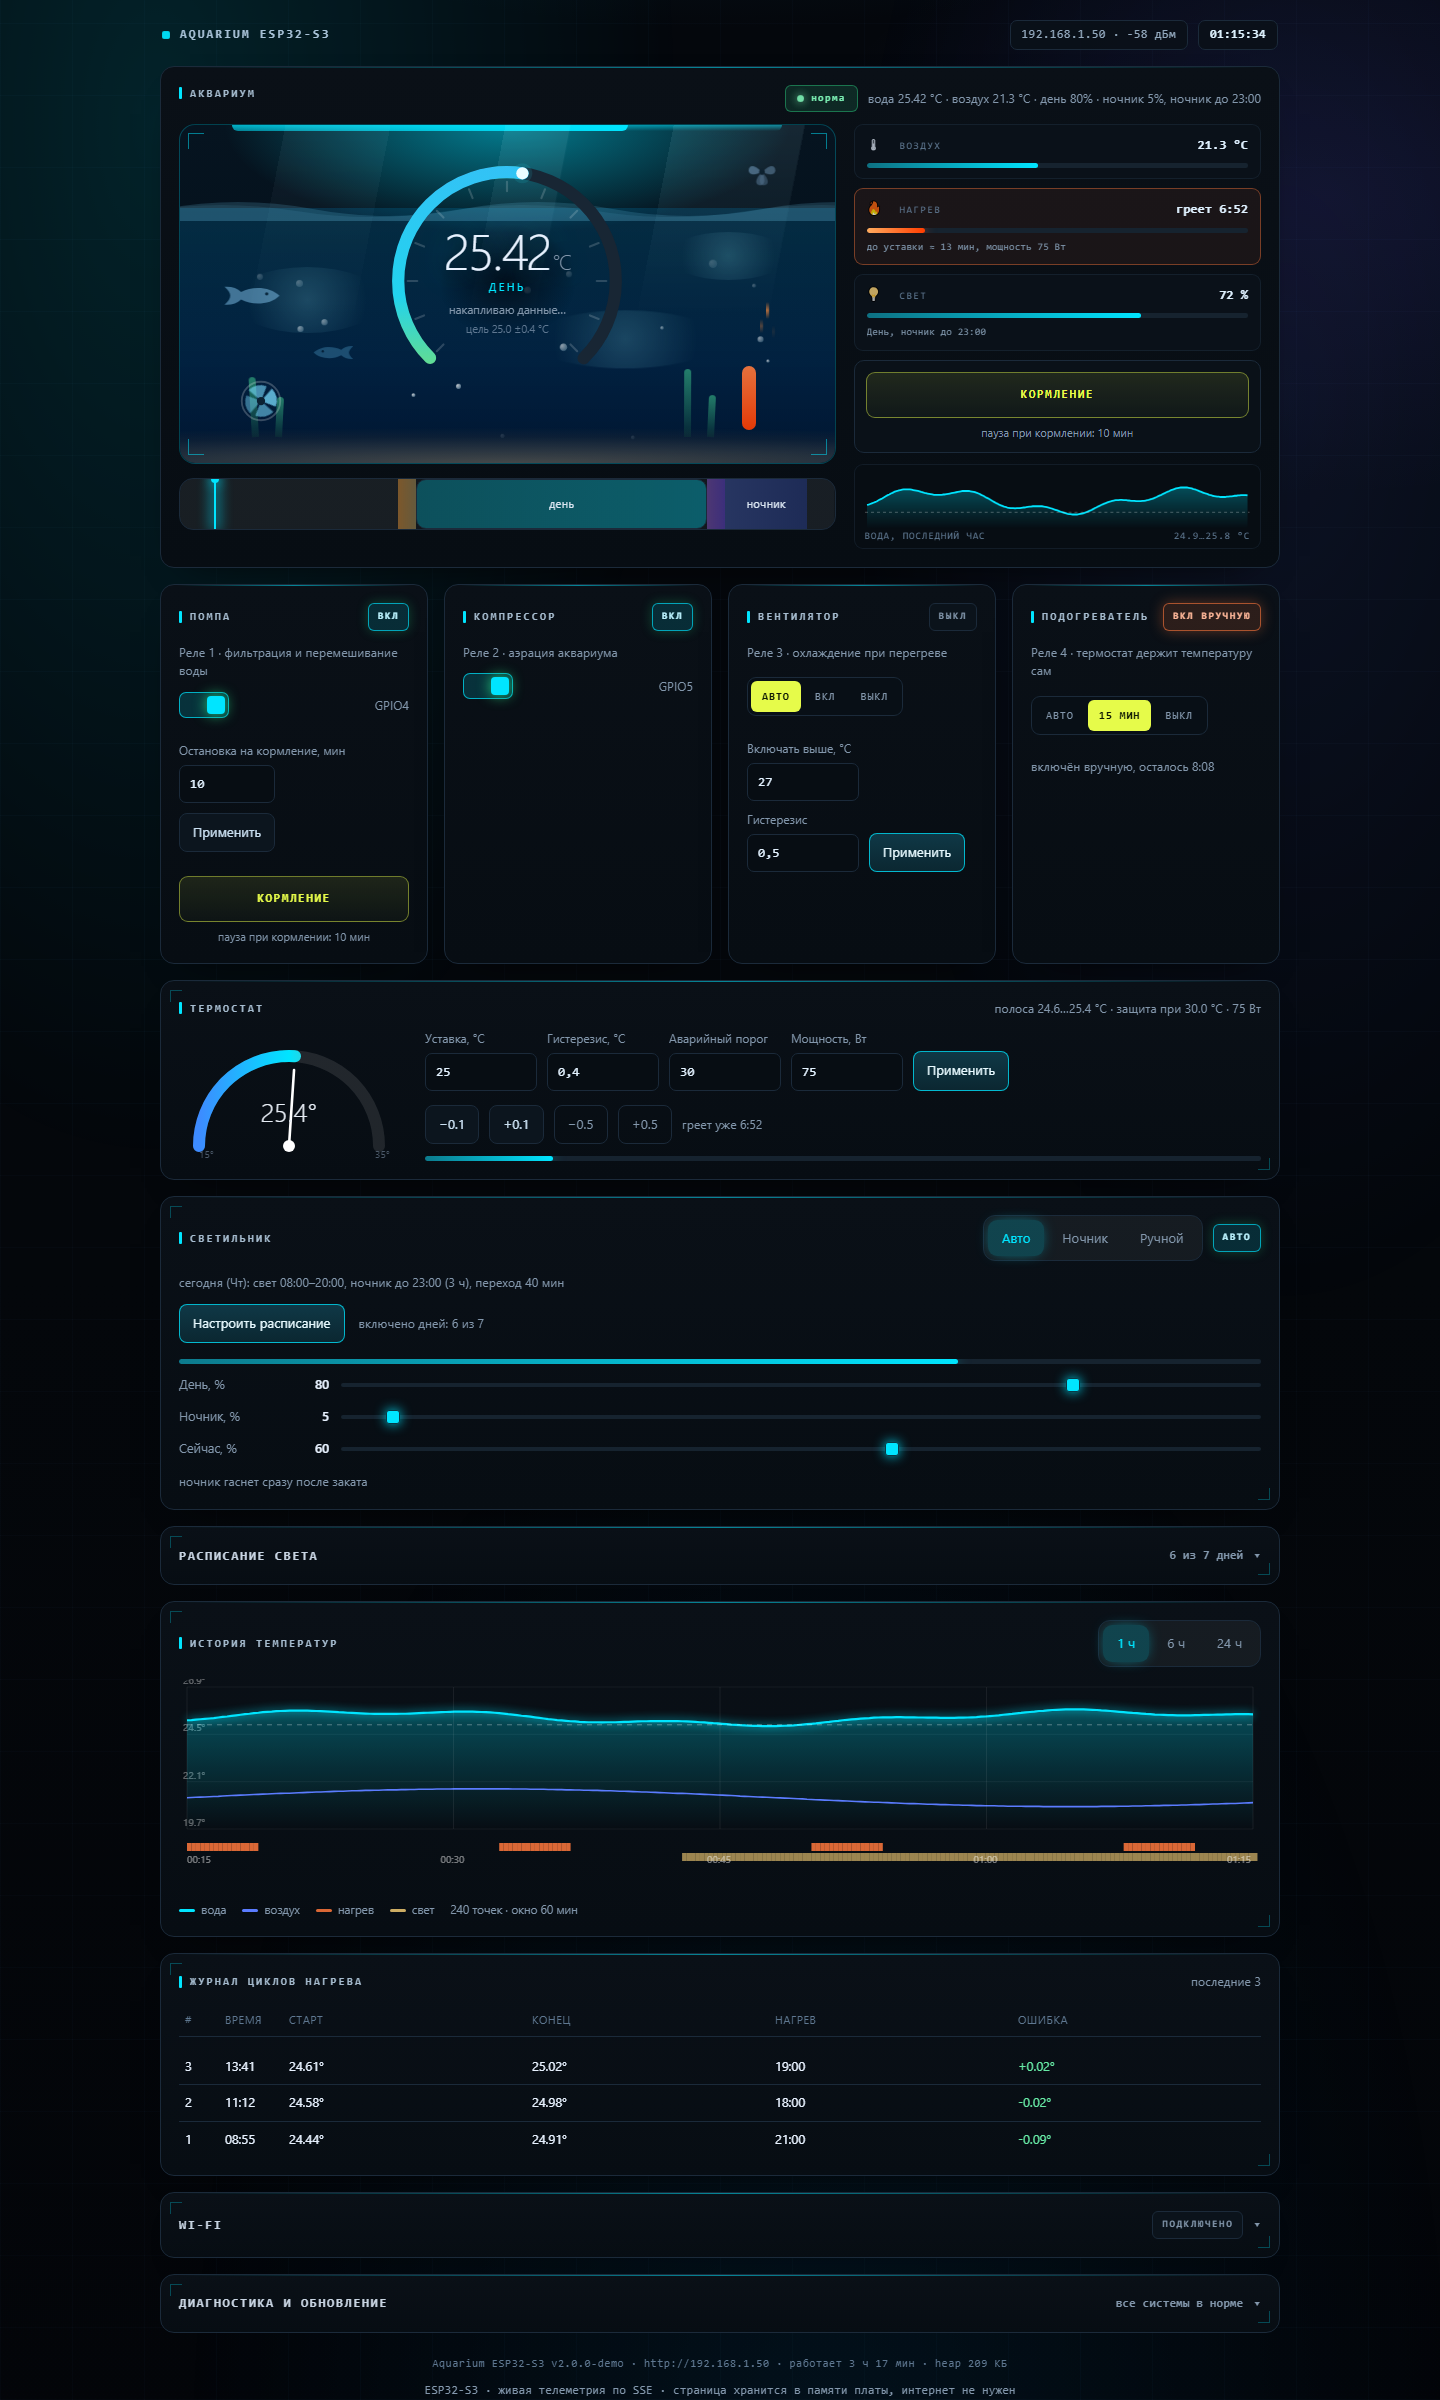 AQUARIUM ESP32-S3
192.168.1.50 · -58 дБм
01:15:34
АКВАРИУМ
норма
вода 25.42 °C · воздух 21.3 °C · день 80% · ночник 5%, ночник до 23:00
25.42°C
ДЕНЬ
накапливаю данные…
цель 25.0 ±0.4 °C
день
ночник
ВОЗДУХ
21.3 °C
НАГРЕВ
греет 6:52
до уставки ≈ 13 мин, мощность 75 Вт
СВЕТ
72 %
День, ночник до 23:00
КОРМЛЕНИЕ
пауза при кормлении: 10 мин
ВОДА, ПОСЛЕДНИЙ ЧАС
24.9…25.8 °C
ПОМПА
ВКЛ
Реле 1 · фильтрация и перемешивание
воды
GPIO4
Остановка на кормление, мин
10
Применить
КОРМЛЕНИЕ
пауза при кормлении: 10 мин
КОМПРЕССОР
ВКЛ
Реле 2 · аэрация аквариума
GPIO5
ВЕНТИЛЯТОР
ВЫКЛ
Реле 3 · охлаждение при перегреве
АВТО
ВКЛ
ВЫКЛ
Включать выше, °C
27
Гистерезис
0,5
Применить
ПОДОГРЕВАТЕЛЬ
ВКЛ ВРУЧНУЮ
Реле 4 · термостат держит температуру
сам
АВТО
15 МИН
ВЫКЛ
включён вручную, осталось 8:08
ТЕРМОСТАТ
полоса 24.6…25.4 °C · защита при 30.0 °C · 75 Вт
25.4°
15°
35°
Уставка, °C
Гистерезис, °C
Аварийный порог
Мощность, Вт
25
0,4
30
75
Применить
−0.1
+0.1
−0.5
+0.5
греет уже 6:52
СВЕТИЛЬНИК
Авто
Ночник
Ручной
АВТО
сегодня (Чт): свет 08:00–20:00, ночник до 23:00 (3 ч), переход 40 мин
Настроить расписание
включено дней: 6 из 7
День, %
80
Ночник, %
5
Сейчас, %
60
ночник гаснет сразу после заката
РАСПИСАНИЕ СВЕТА
6 из 7 дней ▾
ИСТОРИЯ ТЕМПЕРАТУР
1 ч
6 ч
24 ч
26.9°
24.5°
22.1°
19.7°
00:15
00:30
00:45
01:00
01:15
вода
воздух
нагрев
свет
240 точек · окно 60 мин
ЖУРНАЛ ЦИКЛОВ НАГРЕВА
последние 3
# ВРЕМЯ СТАРТ КОНЕЦ НАГРЕВ ОШИБКА
3 13:41 24.61° 25.02° 19:00 +0.02°
2 11:12 24.58° 24.98° 18:00 -0.02°
1 08:55 24.44° 24.91° 21:00 -0.09°
WI-FI
ПОДКЛЮЧЕНО ▾
ДИАГНОСТИКА И ОБНОВЛЕНИЕ
все системы в норме ▾
Aquarium ESP32-S3 v2.0.0-demo · http://192.168.1.50 · работает 3 ч 17 мин · heap 209 КБ
ESP32-S3 · живая телеметрия по SSE · страница хранится в памяти платы, интернет не нужен